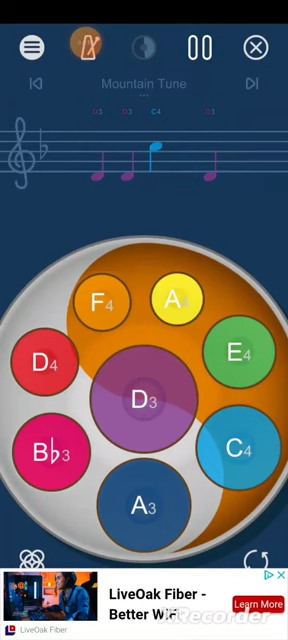 Mountain Tune
D3 D3 C4 D3
F4 A4
D4 E4
D3
B♭3 C4
A3
LiveOak Fiber -
Better WiFi
Learn More
LiveOak Fiber
XRecorder